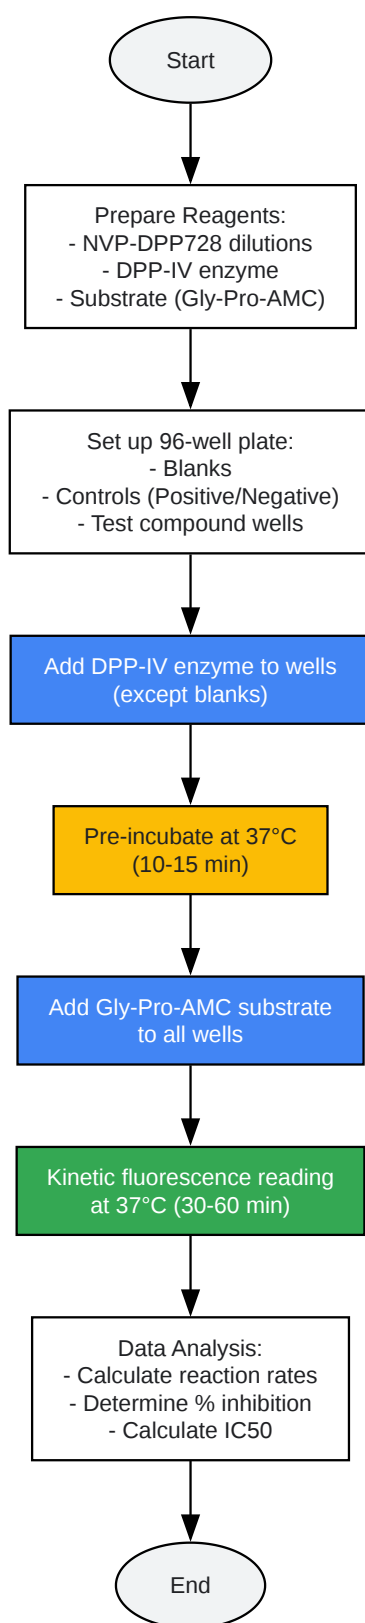 Start
Prepare Reagents:
- NVP-DPP728 dilutions
- DPP-IV enzyme
- Substrate (Gly-Pro-AMC)
Set up 96-well plate:
- Blanks
- Controls (Positive/Negative)
- Test compound wells
Add DPP-IV enzyme to wells
(except blanks)
Pre-incubate at 37°C
(10-15 min)
Add Gly-Pro-AMC substrate
to all wells
Kinetic fluorescence reading
at 37°C (30-60 min)
Data Analysis:
- Calculate reaction rates
- Determine % inhibition
- Calculate IC50
End